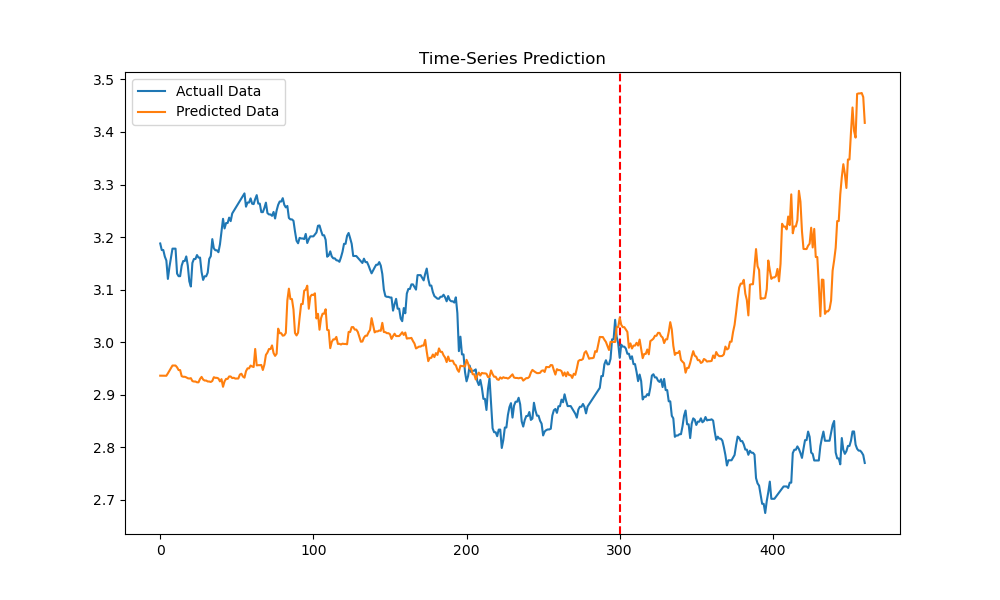 Time-Series Prediction
Actuall Data
Predicted Data
3.5
3.4
3.3
3.2
3.1
3.0
2.9
2.8
2.7
0 100 200 300 400